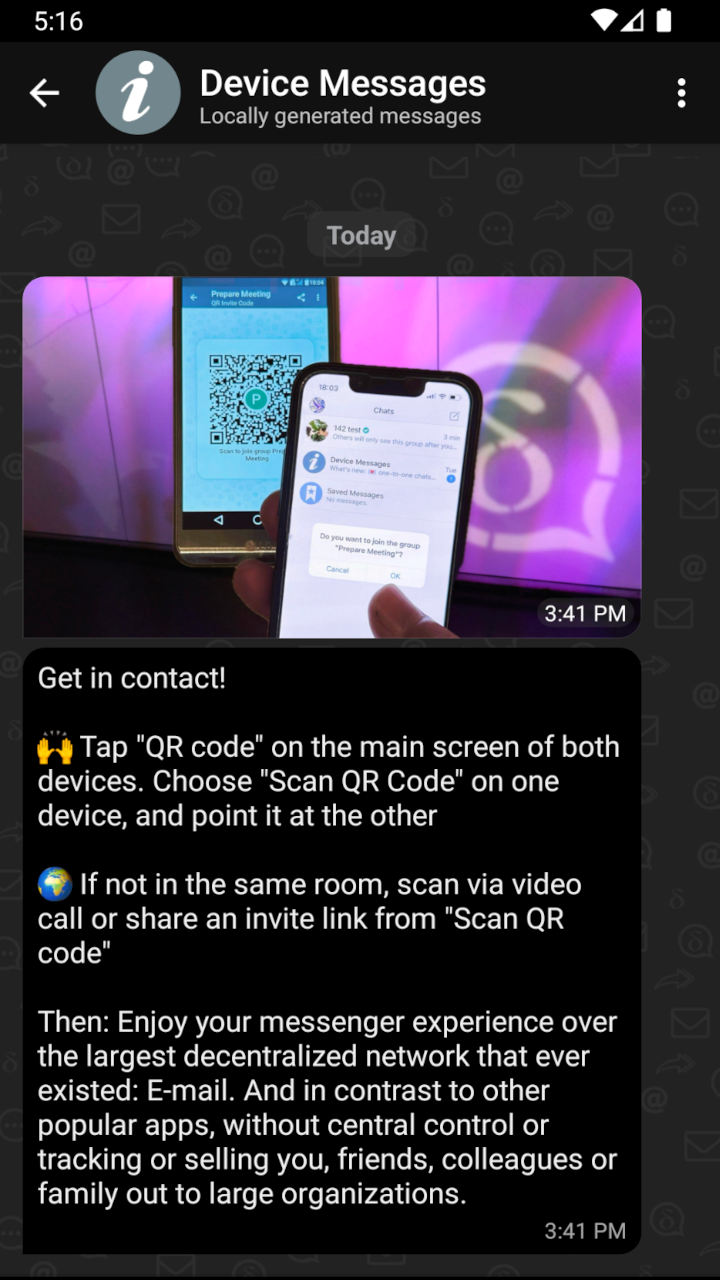 5:16
Device Messages
Locally generated messages
Today
18:04
Prepare Meeting
QR Invite Code
P
Scan to join group Prep
Meeting
18:03
Chats
142 test
3 min
Others will only see this group after you...
Device Messages
Tue
What's new: 💌 one-to-one chats...
1
Saved Messages
No messages.
Do you want to join the group
"Prepare Meeting"?
Cancel
OK
3:41 PM
Get in contact!
🙌 Tap "QR code" on the main screen of both
devices. Choose "Scan QR Code" on one
device, and point it at the other
🌍 If not in the same room, scan via video
call or share an invite link from "Scan QR
code"
Then: Enjoy your messenger experience over
the largest decentralized network that ever
existed: E-mail. And in contrast to other
popular apps, without central control or
tracking or selling you, friends, colleagues or
family out to large organizations.
3:41 PM